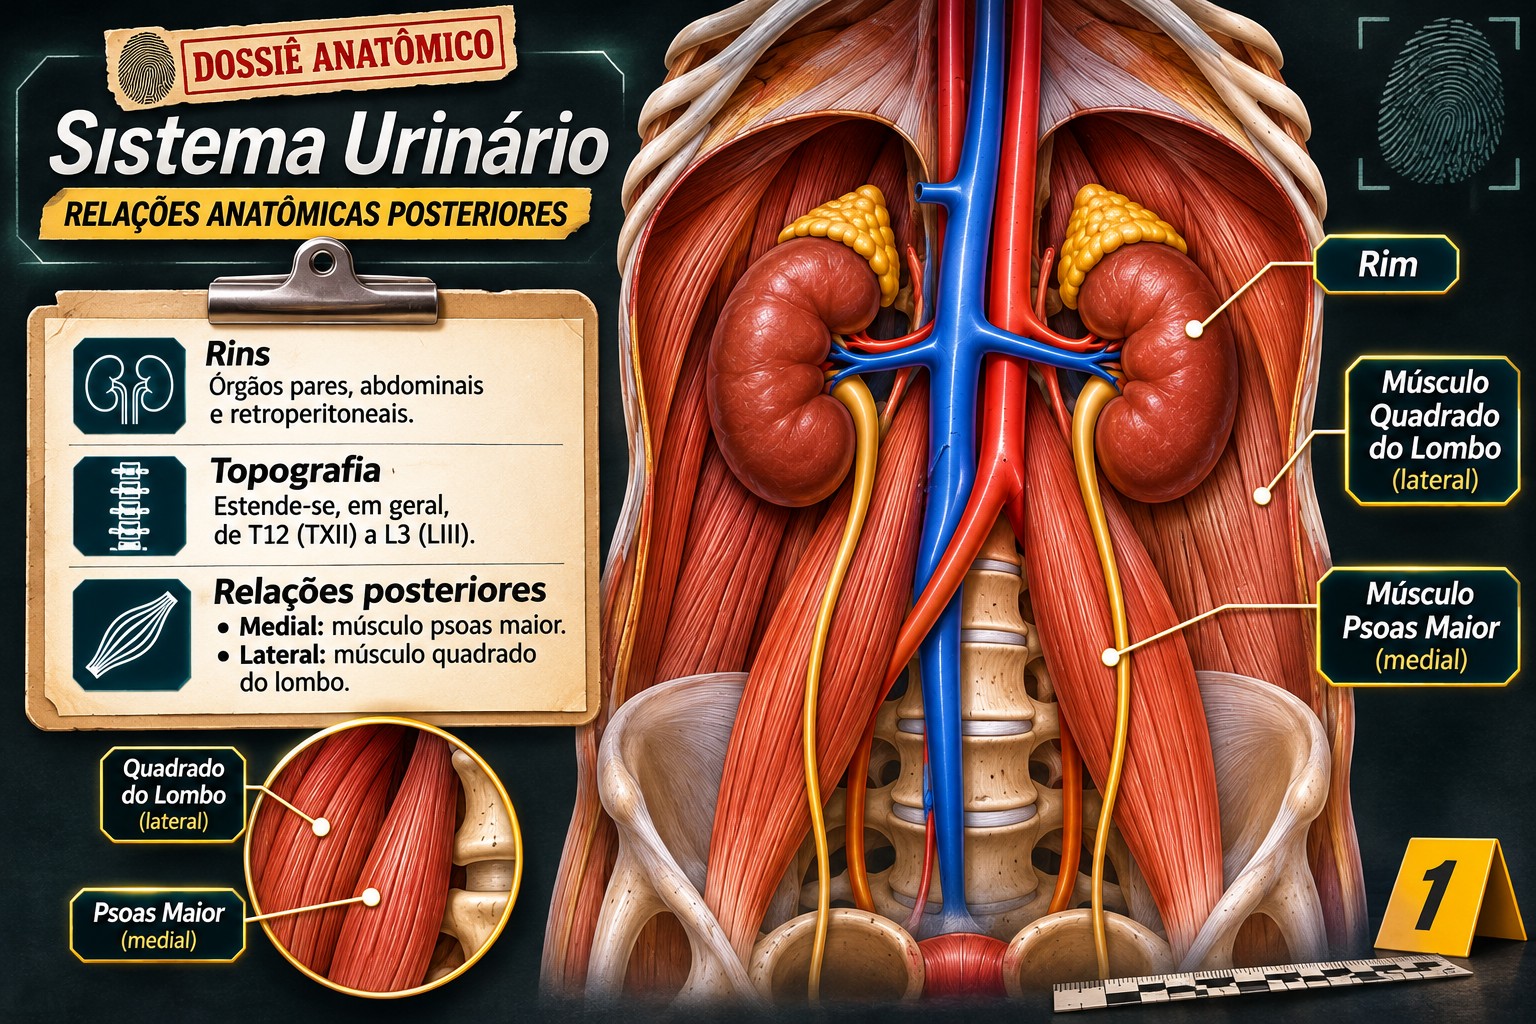 DOSSIÊ ANATÔMICO
Sıstema Urinário
RELAÇÕES ANATÔMICAS POSTERIORES
Rins
Órgãos pares, abdominais
e retroperitoneais.
Topografia
Estende-se, em geral,
de T12 (TXII) a L3 (LIII).
Relações posteriores
• Medial: músculo psoas maior.
• Lateral: músculo quadrado
do lombo.
Quadrado
do Lombo
(lateral)
Psoas Maior
(medial)
Rim
Músculo
Quadrado
do Lombo
(lateral)
Músculo
Psoas Maior
(medial)
1